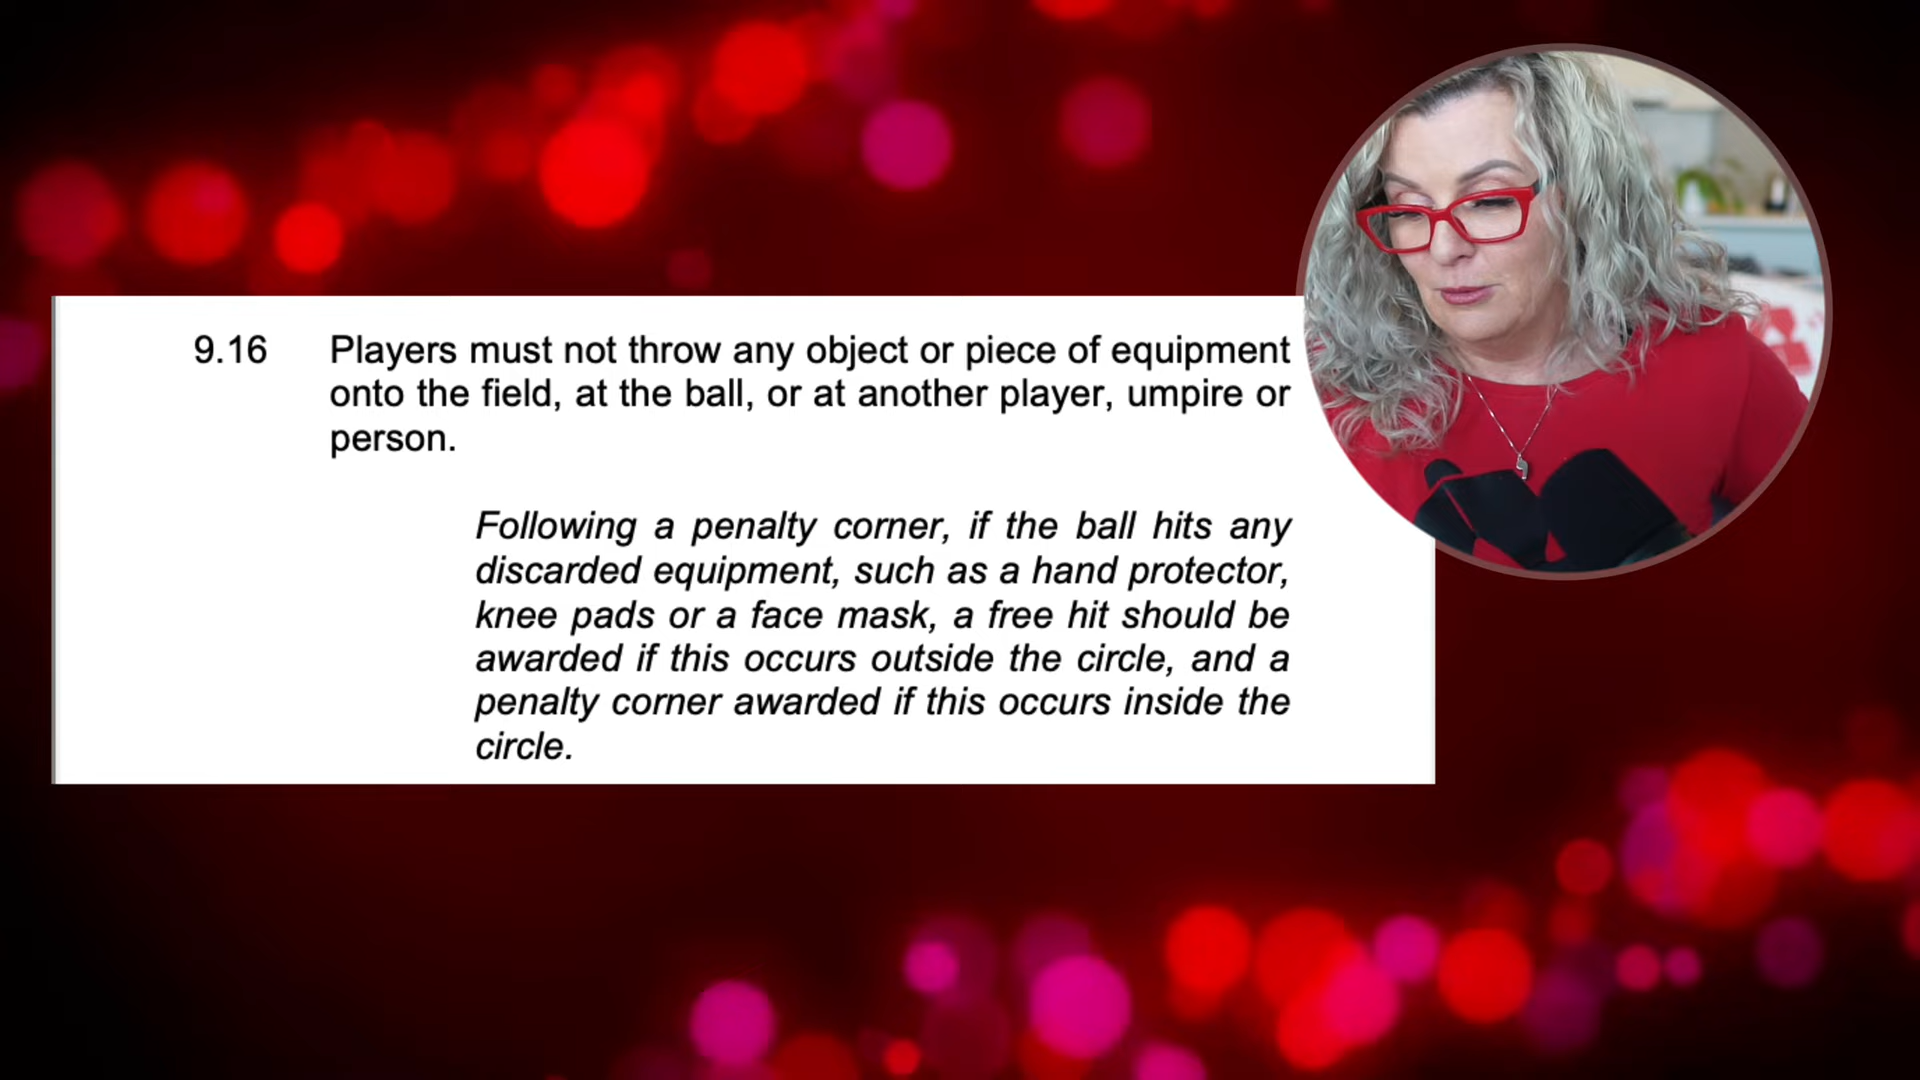 9.16 Players must not throw any object or piece of equipment
onto the field, at the ball, or at another player, umpire or
person.
Following a penalty corner, if the ball hits any
discarded equipment, such as a hand protector,
knee pads or a face mask, a free hit should be
awarded if this occurs outside the circle, and a
penalty corner awarded if this occurs inside the
circle.